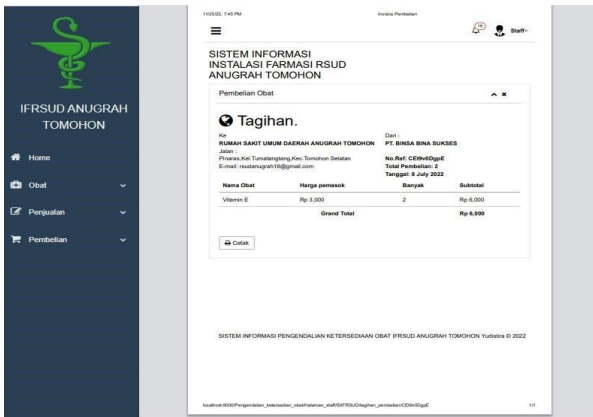 IFRSUD ANUGRAH
TOMOHON
Home
Obat
Penjualan
Pembelian
11/25/22, 7:45 PM Invoice Pembelian
Staff
SISTEM INFORMASI
INSTALASI FARMASI RSUD
ANUGRAH TOMOHON
Pembelian Obat
Tagihan.
Ke Dari :
RUMAH SAKIT UMUM DAERAH ANUGRAH TOMOHON PT. BINSA BINA SUKSES
Jalan :
Pinaras,Kel.Tumatangtang,Kec.Tomohon Selatan No.Ref: CEt9v0DgpE
E-mail: rsudanugrah18@gmail.com Total Pembelian: 2
Tanggal: 8 July 2022
Nama Obat Harga pemasok Banyak Subtotal
Vitamin E Rp 3,000 2 Rp 6,000
Grand Total Rp 6,000
Cetak
SISTEM INFORMASI PENGENDALIAN KETERSEDIAAN OBAT IFRSUD ANUGRAH TOMOHON Yudistira © 2022
1/1